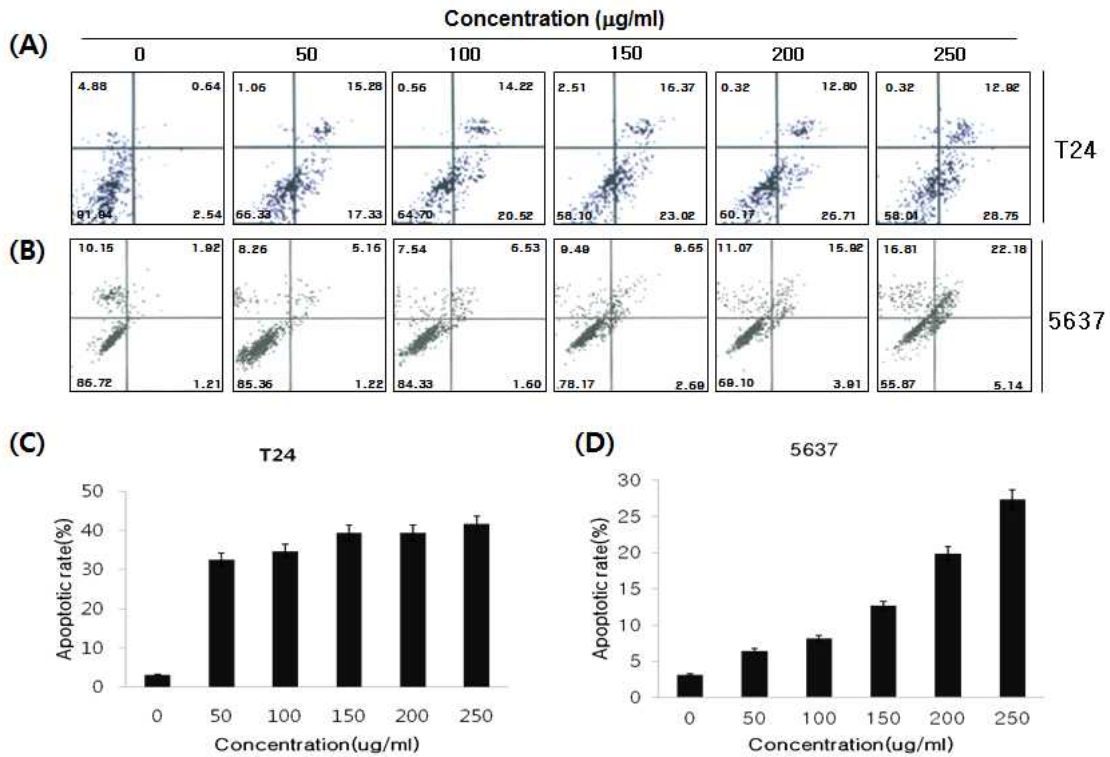 Concentration (μg/ml)
(A)
0 50 100 150 200 250
4.88 0.64 1.06 15.28 0.56 14.22 2.51 16.37 0.32 12.80 0.32 12.92
T24
91.94 2.54 66.33 17.33 64.70 20.52 58.10 23.02 60.17 26.71 58.01 28.75
(B)
10.15 1.92 8.26 5.16 7.54 6.53 9.49 9.65 11.07 15.92 16.81 22.18
5637
86.72 1.21 85.36 1.22 84.33 1.60 78.17 2.69 69.10 3.91 55.87 5.14
(C)
T24
50
40
30
20
10
0
Apoptotic rate(%)
0 50 100 150 200 250
Concentration(ug/ml)
(D)
5637
30
25
20
15
10
5
0
Apoptotic rate(%)
0 50 100 150 200 250
Concentration(ug/ml)